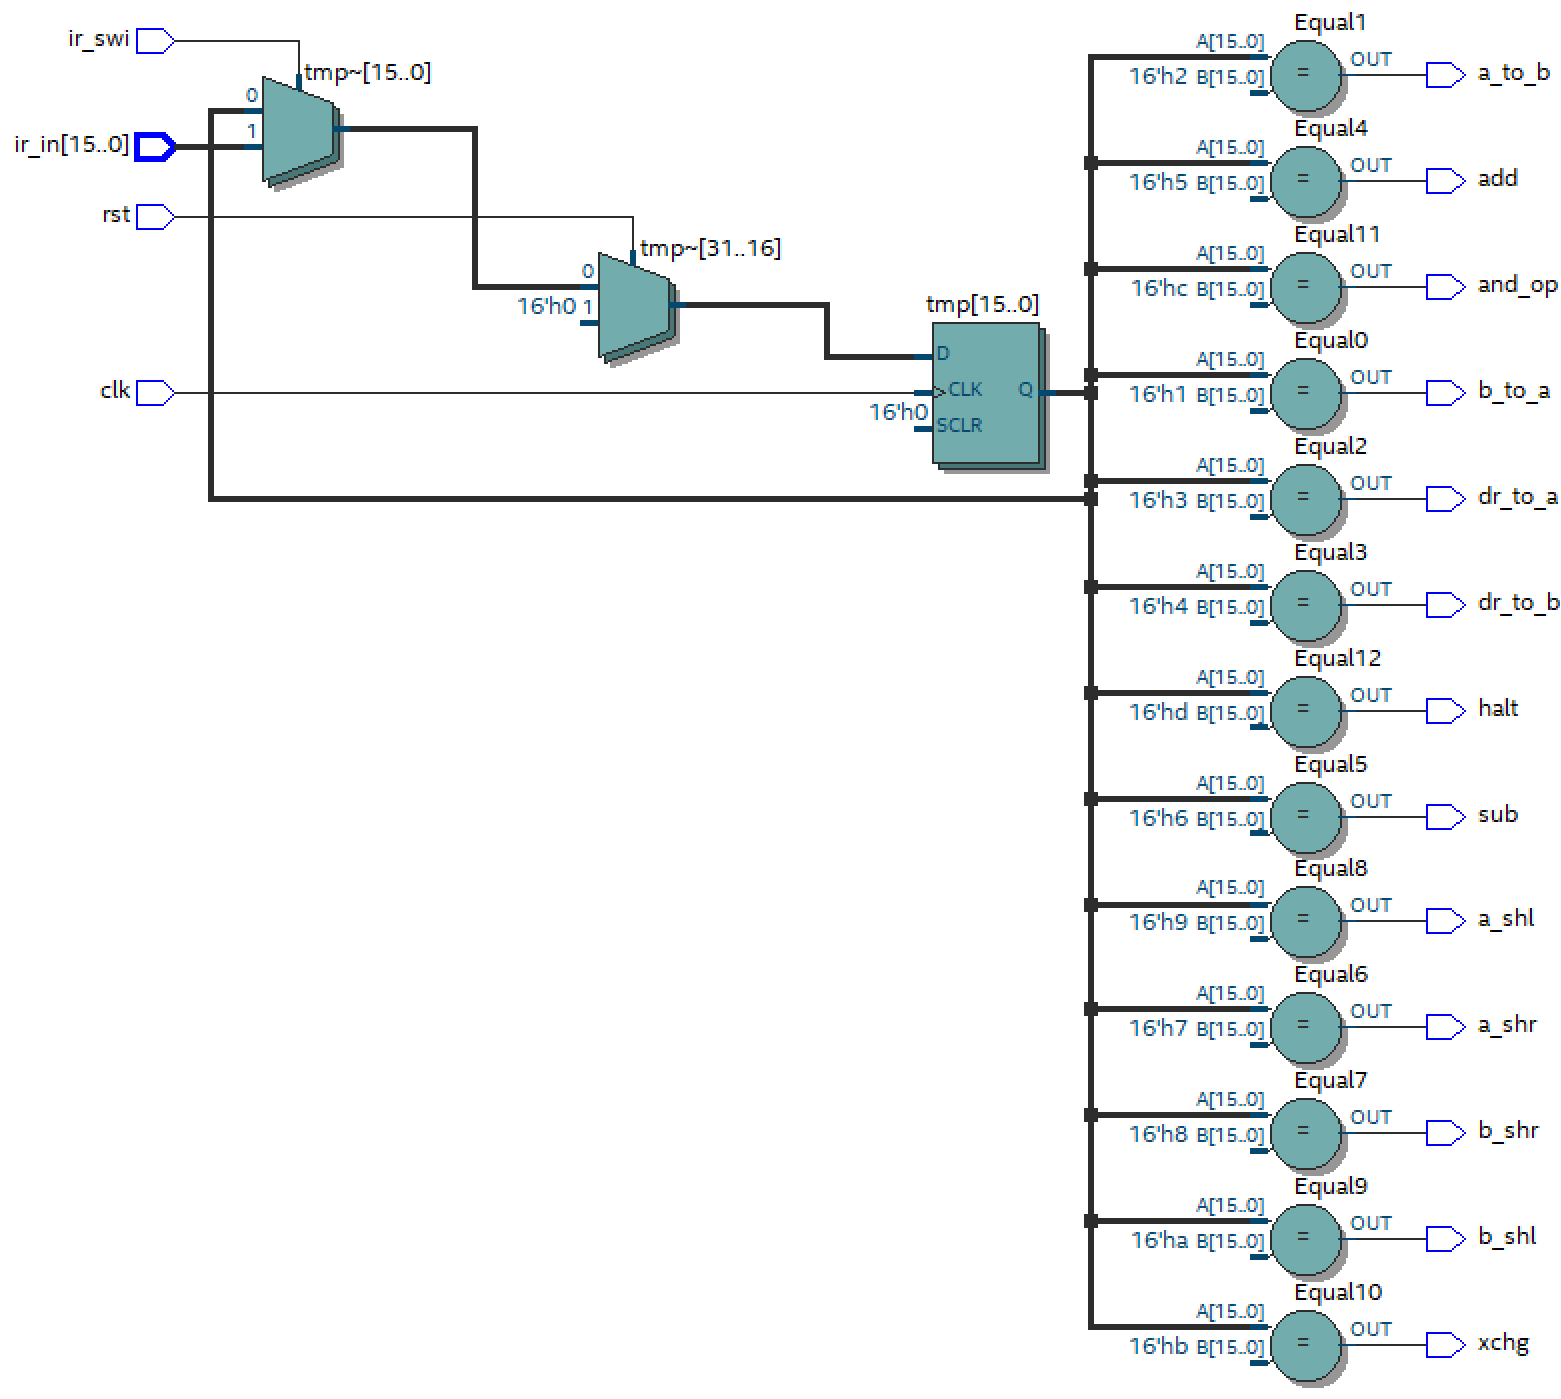 ir_swi
tmp~[15..0]
0
1
ir_in[15..0]
rst
tmp~[31..16]
0
16'h0 1
clk
tmp[15..0]
D
CLK
Q
16'h0
SCLR
Equal1
A[15..0]
16'h2 B[15..0]
=
OUT
a_to_b
Equal4
A[15..0]
16'h5 B[15..0]
=
OUT
add
Equal11
A[15..0]
16'hc B[15..0]
=
OUT
and_op
Equal0
A[15..0]
16'h1 B[15..0]
=
OUT
b_to_a
Equal2
A[15..0]
16'h3 B[15..0]
=
OUT
dr_to_a
Equal3
A[15..0]
16'h4 B[15..0]
=
OUT
dr_to_b
Equal12
A[15..0]
16'hd B[15..0]
=
OUT
halt
Equal5
A[15..0]
16'h6 B[15..0]
=
OUT
sub
Equal8
A[15..0]
16'h9 B[15..0]
=
OUT
a_shl
Equal6
A[15..0]
16'h7 B[15..0]
=
OUT
a_shr
Equal7
A[15..0]
16'h8 B[15..0]
=
OUT
b_shr
Equal9
A[15..0]
16'ha B[15..0]
=
OUT
b_shl
Equal10
A[15..0]
16'hb B[15..0]
=
OUT
xchg